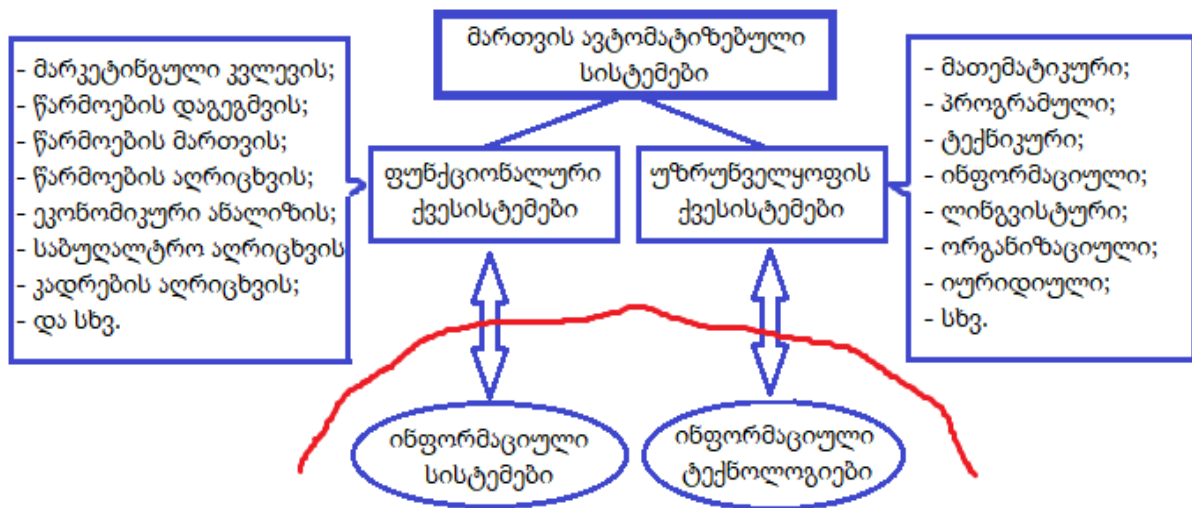 მართვის ავტომატიზებული
სისტემები
- მარკეტინგული კვლევის;
- წარმოების დაგეგმვის;
- წარმოების მართვის;
- წარმოების აღრიცხვის;
- ეკონომიკური ანალიზის;
- საბუღალტრო აღრიცხვის
- კადრების აღრიცხვის;
- და სხვ.
ფუნქციონალური
ქვესისტემები
უზრუნველყოფის
ქვესისტემები
- მათემატიკური;
- პროგრამული;
- ტექნიკური;
- ინფორმაციული;
- ლინგვისტური;
- ორგანიზაციული;
- იურიდიული;
- სხვ.
ინფორმაციული
სისტემები
ინფორმაციული
ტექნოლოგიები